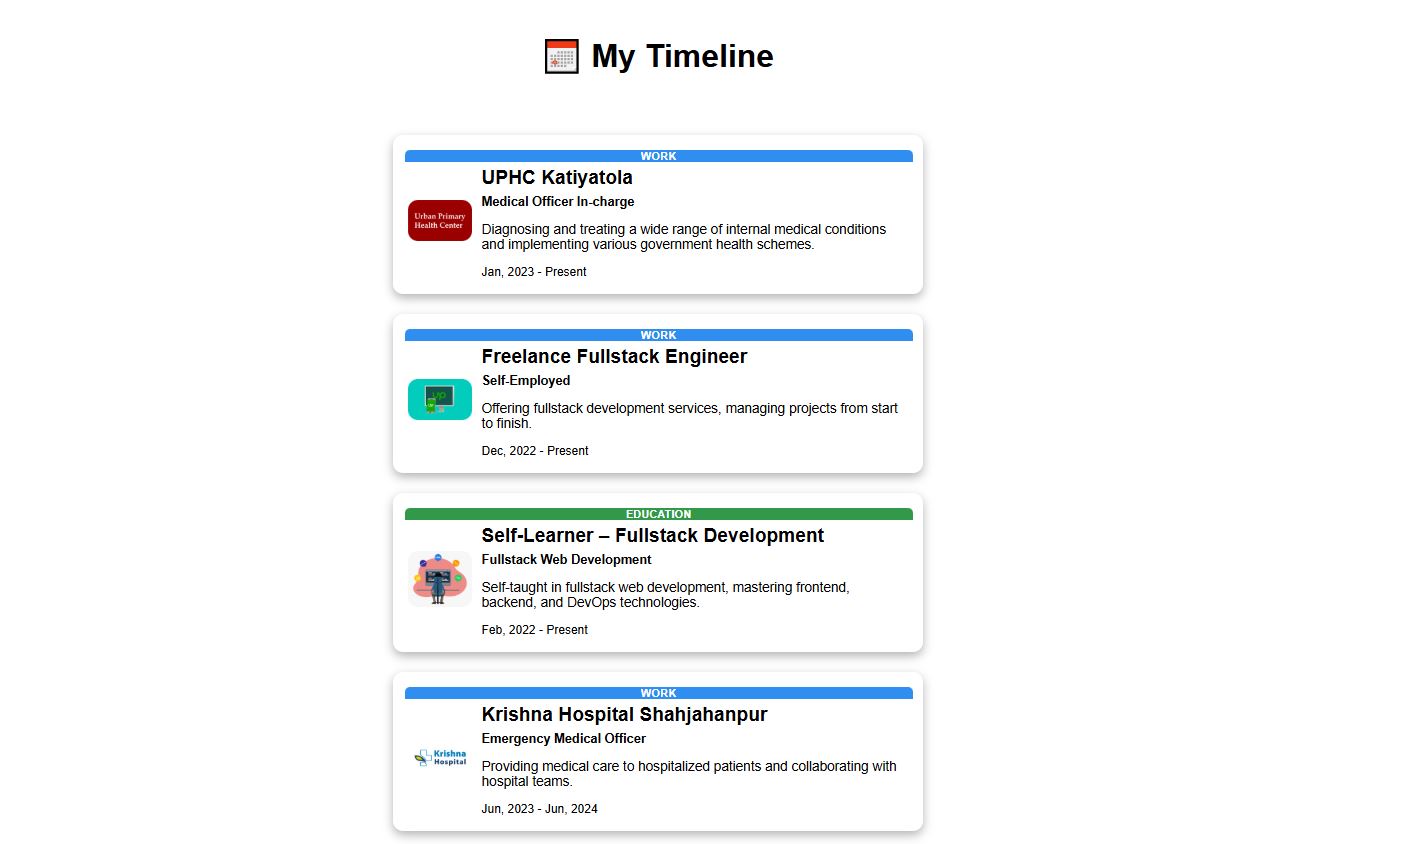 My Timeline
WORK
UPHC Katiyatola
Medical Officer In-charge
Urban Primary
Health Center
Diagnosing and treating a wide range of internal medical conditions
and implementing various government health schemes.
Jan, 2023 - Present
WORK
Freelance Fullstack Engineer
Self-Employed
up
Offering fullstack development services, managing projects from start
to finish.
Dec, 2022 - Present
EDUCATION
Self-Learner – Fullstack Development
Fullstack Web Development
Self-taught in fullstack web development, mastering frontend,
backend, and DevOps technologies.
Feb, 2022 - Present
WORK
Krishna Hospital Shahjahanpur
Emergency Medical Officer
Krishna
Hospital
Providing medical care to hospitalized patients and collaborating with
hospital teams.
Jun, 2023 - Jun, 2024